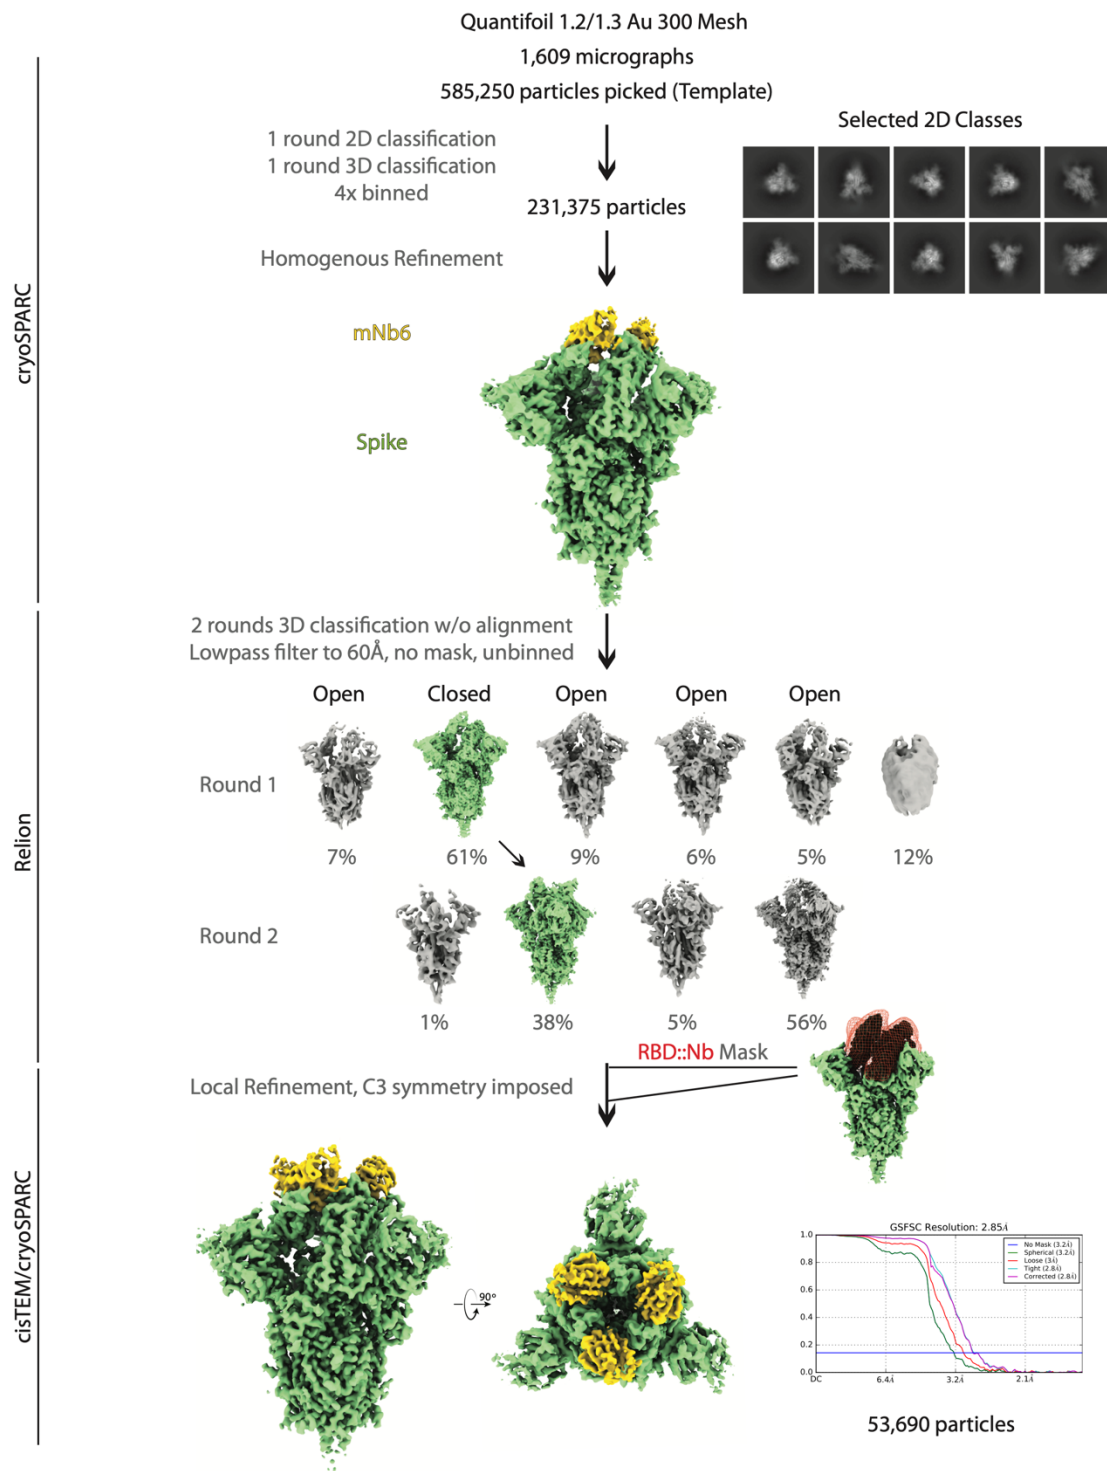 Quantifoil 1.2/1.3 Au 300 Mesh
1,609 micrographs
585,250 particles picked (Template)
1 round 2D classification
1 round 3D classification
4x binned
Selected 2D Classes
231,375 particles
Homogenous Refinement
cryoSPARC
mNb6
Spike
2 rounds 3D classification w/o alignment
Lowpass filter to 60Å, no mask, unbinned
Relion
Open Closed Open Open Open
Round 1
7% 61% 9% 6% 5% 12%
Round 2
1% 38% 5% 56%
RBD::Nb Mask
Local Refinement, C3 symmetry imposed
cisTEM/cryoSPARC
90°
GSFSC Resolution: 2.85Å
No Mask (3.2Å)
Spherical (3.2Å)
Loose (3Å)
Tight (2.8Å)
Corrected (2.8Å)
1.0
0.8
0.6
0.4
0.2
0.0
DC 6.4Å 3.2Å 2.1Å
53,690 particles